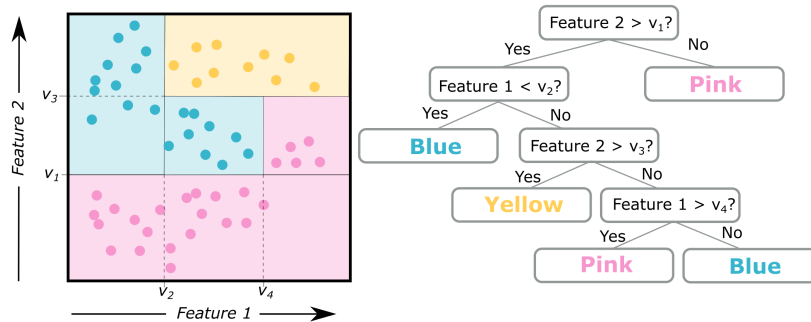 Feature 2
v3
v1
v2
v4
Feature 1
Feature 2 > v1?
Yes
No
Feature 1 < v2?
Pink
Yes
No
Blue
Feature 2 > v3?
Yes
No
Yellow
Feature 1 > v4?
Yes
No
Pink
Blue